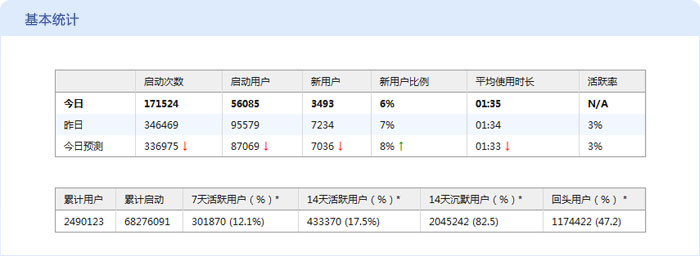 基本统计
启动次数 启动用户 新用户 新用户比例 平均使用时长 活跃率
今日 171524 56085 3493 6% 01:35 N/A
昨日 346469 95579 7234 7% 01:34 3%
今日预测 336975 ↓ 87069 ↓ 7036 ↓ 8% ↑ 01:33 ↓ 3%
累计用户 累计启动 7天活跃用户（%）* 14天活跃用户（%）* 14天沉默用户（%）* 回头用户（%） *
2490123 68276091 301870 (12.1%) 433370 (17.5%) 2045242 (82.5) 1174422 (47.2)